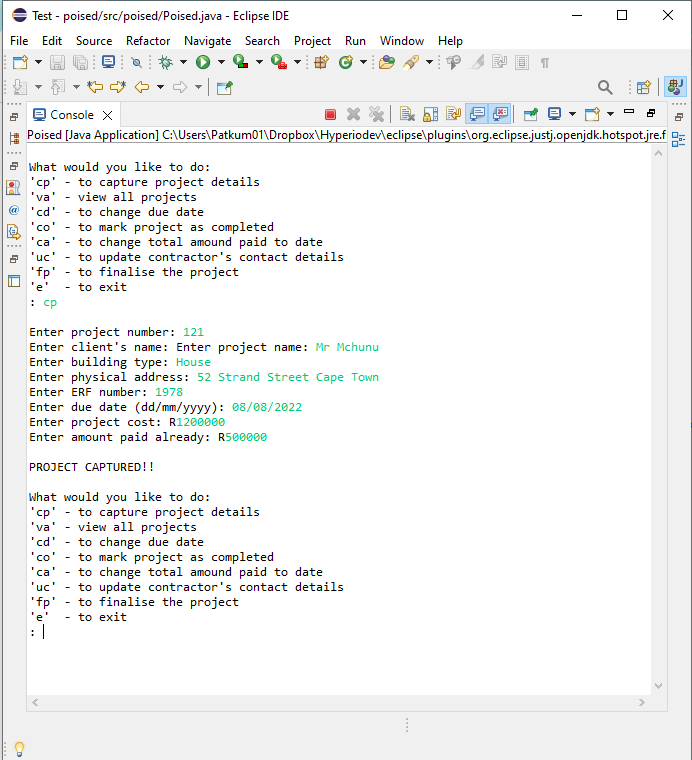 Test - poised/src/poised/Poised.java - Eclipse IDE
File Edit Source Refactor Navigate Search Project Run Window Help
Console
Poised [Java Application] C:\Users\Patkum01\Dropbox\Hyperiodev\eclipse\plugins\org.eclipse.justj.openjdk.hotspot.jre.f
What would you like to do:
'cp' - to capture project details
'va' - view all projects
'cd' - to change due date
'co' - to mark project as completed
'ca' - to change total amound paid to date
'uc' - to update contractor's contact details
'fp' - to finalise the project
'e'  - to exit
: cp
Enter project number: 121
Enter client's name: Enter project name: Mr Mchunu
Enter building type: House
Enter physical address: 52 Strand Street Cape Town
Enter ERF number: 1978
Enter due date (dd/mm/yyyy): 08/08/2022
Enter project cost: R1200000
Enter amount paid already: R500000
PROJECT CAPTURED!!
What would you like to do:
'cp' - to capture project details
'va' - view all projects
'cd' - to change due date
'co' - to mark project as completed
'ca' - to change total amound paid to date
'uc' - to update contractor's contact details
'fp' - to finalise the project
'e'  - to exit
: